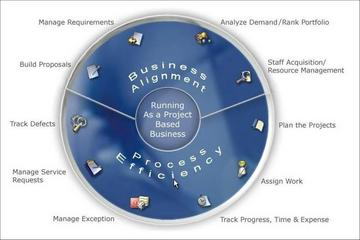 Manage Requirements
Analyze Demand/Rank Portfolio
Build Proposals
Staff Acquisition/
Resource Management
Business
Alignment
Running
As a Project
Based
Business
Track Defects
Plan the Projects
Process
Efficiency
Manage Service
Requests
Assign Work
Manage Exception
Track Progress, Time & Expense